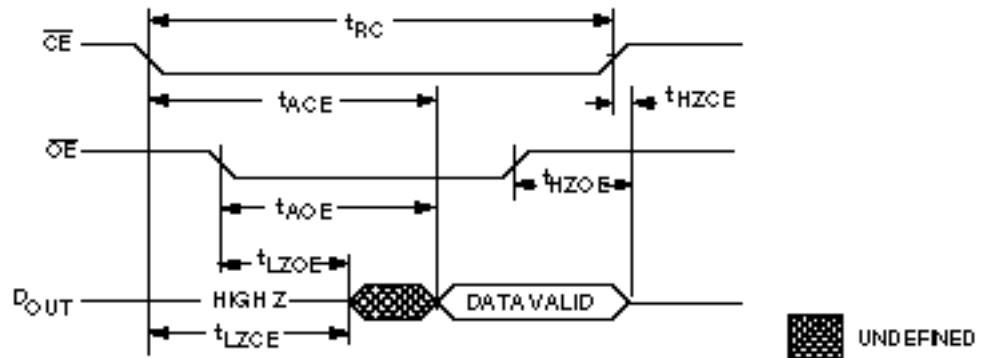 tRC
CE
tACE
tHZCE
OE
tHZOE
tAOE
tLZOE
DOUT HIGH Z DATA VALID
tLZCE
UNDEFINED